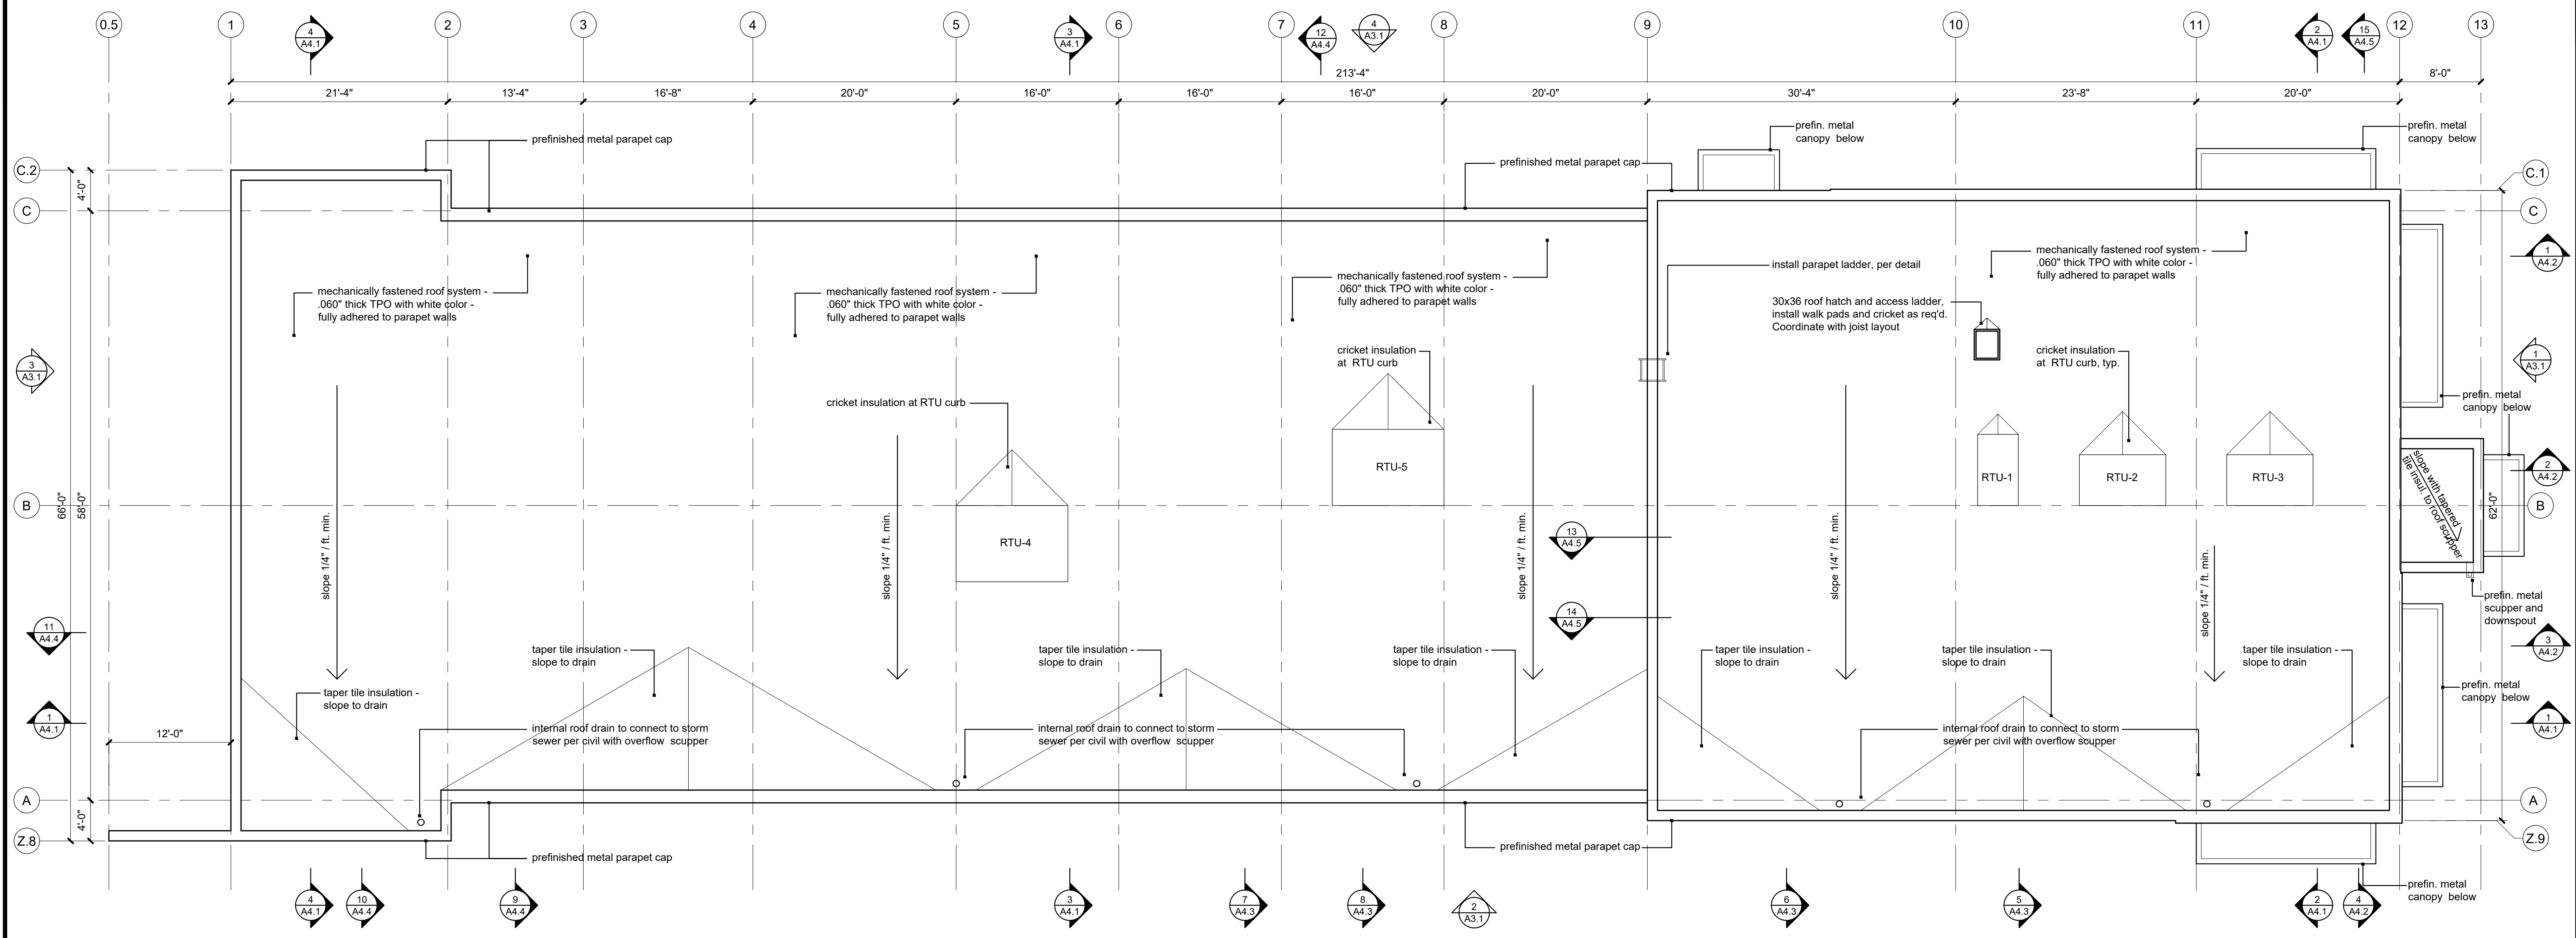 0.5
1
2
3
4
5
6
7
8
9
10
11
12
13
4
A4.1
3
A4.1
12
A4.4
4
A3.1
2
A4.1
15
A4.5
213'-4"
8'-0"
21'-4"
13'-4"
16'-8"
20'-0"
16'-0"
16'-0"
16'-0"
20'-0"
30'-4"
23'-8"
20'-0"
prefinished metal parapet cap
prefinished metal parapet cap
prefin. metal
canopy below
prefin. metal
canopy below
C.2
C
4'-0"
C.1
C
1
A4.2
mechanically fastened roof system -
.060" thick TPO with white color -
fully adhered to parapet walls
mechanically fastened roof system -
.060" thick TPO with white color -
fully adhered to parapet walls
mechanically fastened roof system -
.060" thick TPO with white color -
fully adhered to parapet walls
mechanically fastened roof system -
.060" thick TPO with white color -
fully adhered to parapet walls
install parapet ladder, per detail
30x36 roof hatch and access ladder,
install walk pads and cricket as req'd.
Coordinate with joist layout
cricket insulation
at RTU curb
cricket insulation
at RTU curb, typ.
3
A3.1
1
A3.1
cricket insulation at RTU curb
prefin. metal
canopy below
RTU-5
RTU-1
RTU-2
RTU-3
2
A4.2
slope with tapered
tile insul. to roof scupper
B
66'-0"
58'-0"
62'-0"
B
RTU-4
13
A4.5
slope 1/4" / ft. min.
slope 1/4" / ft. min.
slope 1/4" / ft. min.
slope 1/4" / ft. min.
slope 1/4" / ft. min.
prefin. metal
scupper and
downspout
14
A4.5
11
A4.4
3
A4.2
taper tile insulation -
slope to drain
taper tile insulation -
slope to drain
taper tile insulation -
slope to drain
taper tile insulation -
slope to drain
taper tile insulation -
slope to drain
taper tile insulation -
slope to drain
taper tile insulation -
slope to drain
prefin. metal
canopy below
1
A4.1
1
A4.1
12'-0"
internal roof drain to connect to storm
sewer per civil with overflow scupper
internal roof drain to connect to storm
sewer per civil with overflow scupper
internal roof drain to connect to storm
sewer per civil with overflow scupper
A
4'-0"
Z.8
A
Z.9
prefinished metal parapet cap
prefinished metal parapet cap
prefin. metal
canopy below
4
A4.1
10
A4.4
9
A4.4
3
A4.1
7
A4.3
8
A4.3
2
A3.1
6
A4.3
5
A4.3
2
A4.1
4
A4.2